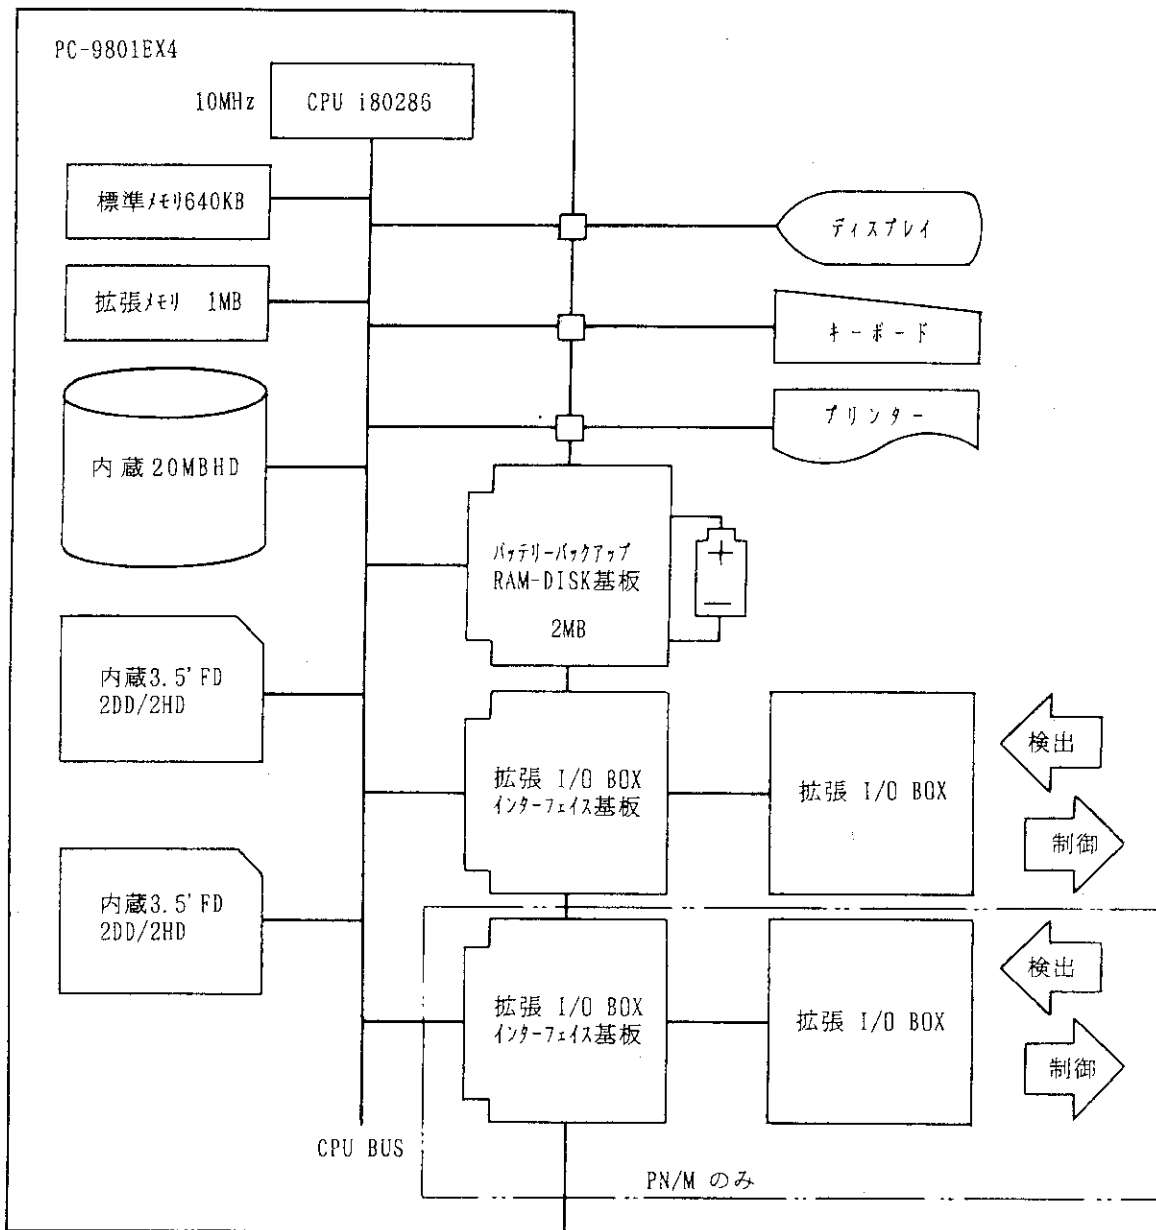 PC-9801EX4
10MHz
CPU i80286
標準メモリ640KB
ディスプレイ
拡張メモリ 1MB
キーボード
プリンター
内蔵20MBHD
バッテリーバックアップ
RAM-DISK基板
2MB
内蔵3.5'FD
2DD/2HD
拡張 I/O BOX
インターフェイス基板
拡張 I/O BOX
検出
制御
内蔵3.5'FD
2DD/2HD
拡張 I/O BOX
インターフェイス基板
拡張 I/O BOX
検出
制御
CPU BUS
PN/M のみ